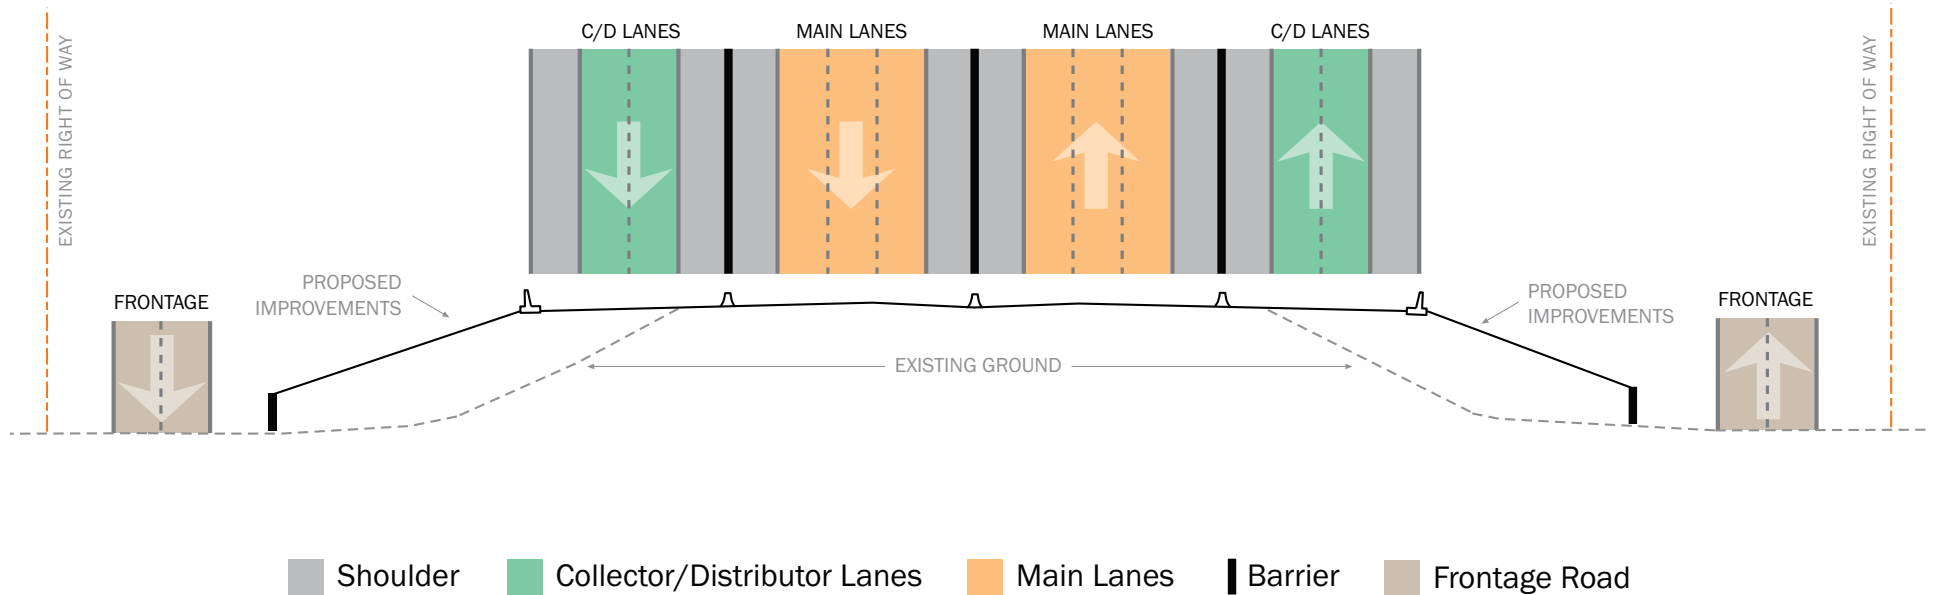 C/D LANES
MAIN LANES
MAIN LANES
C/D LANES
EXISTING RIGHT OF WAY
EXISTING RIGHT OF WAY
PROPOSED
IMPROVEMENTS
PROPOSED
IMPROVEMENTS
FRONTAGE
FRONTAGE
EXISTING GROUND
Shoulder
Collector/Distributor Lanes
Main Lanes
Barrier
Frontage Road